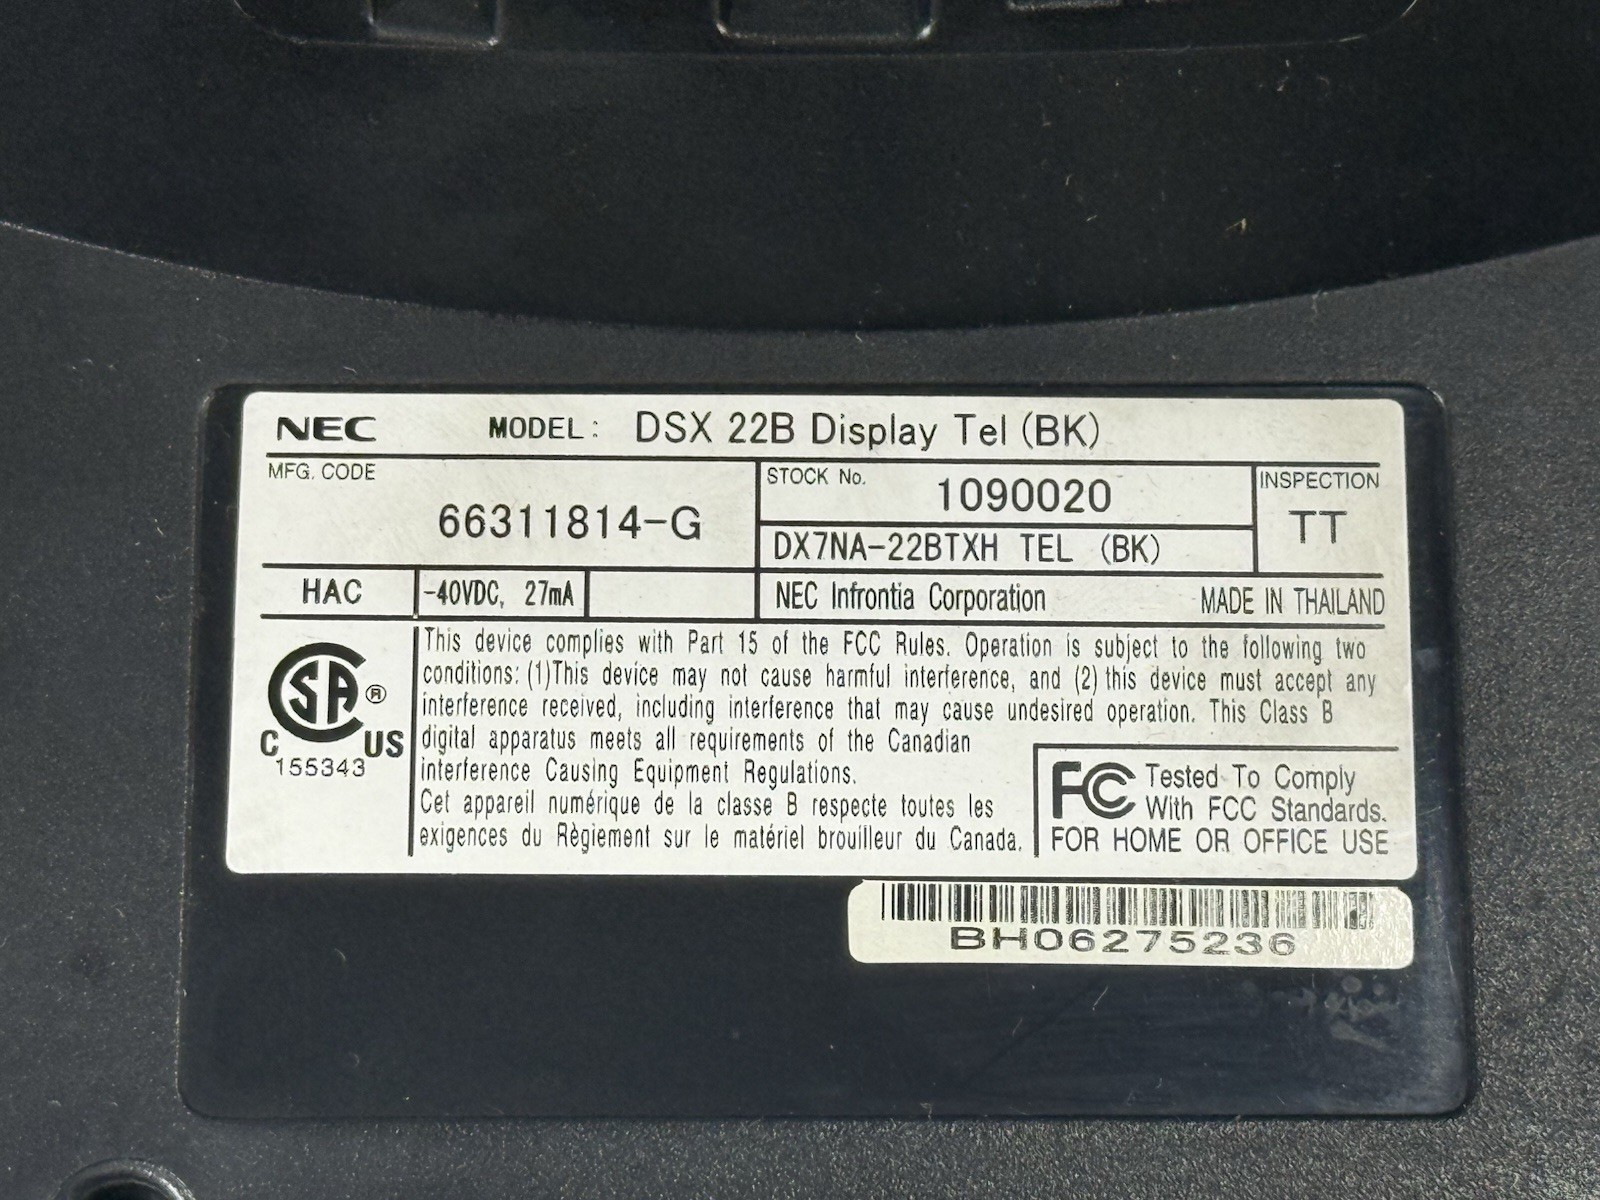 NEC MODEL: DSX 22B Display Tel (BK)
MFG. CODE
66311814-G
STOCK No. 1090020
DX7NA-22BTXH TEL (BK)
INSPECTION
TT
HAC -40VDC, 27mA
NEC Infrontia Corporation MADE IN THAILAND
This device complies with Part 15 of the FCC Rules. Operation is subject to the following two
conditions: (1)This device may not cause harmful interference, and (2) this device must accept any
interference received, including interference that may cause undesired operation. This Class B
digital apparatus meets all requirements of the Canadian
interference Causing Equipment Regulations.
Cet appareil numérique de la classe B respecte toutes les
exigences du Règiement sur le matériel brouilleur du Canada.
SA ®
C US
155343
FC Tested To Comply
With FCC Standards.
FOR HOME OR OFFICE USE
BH06275236